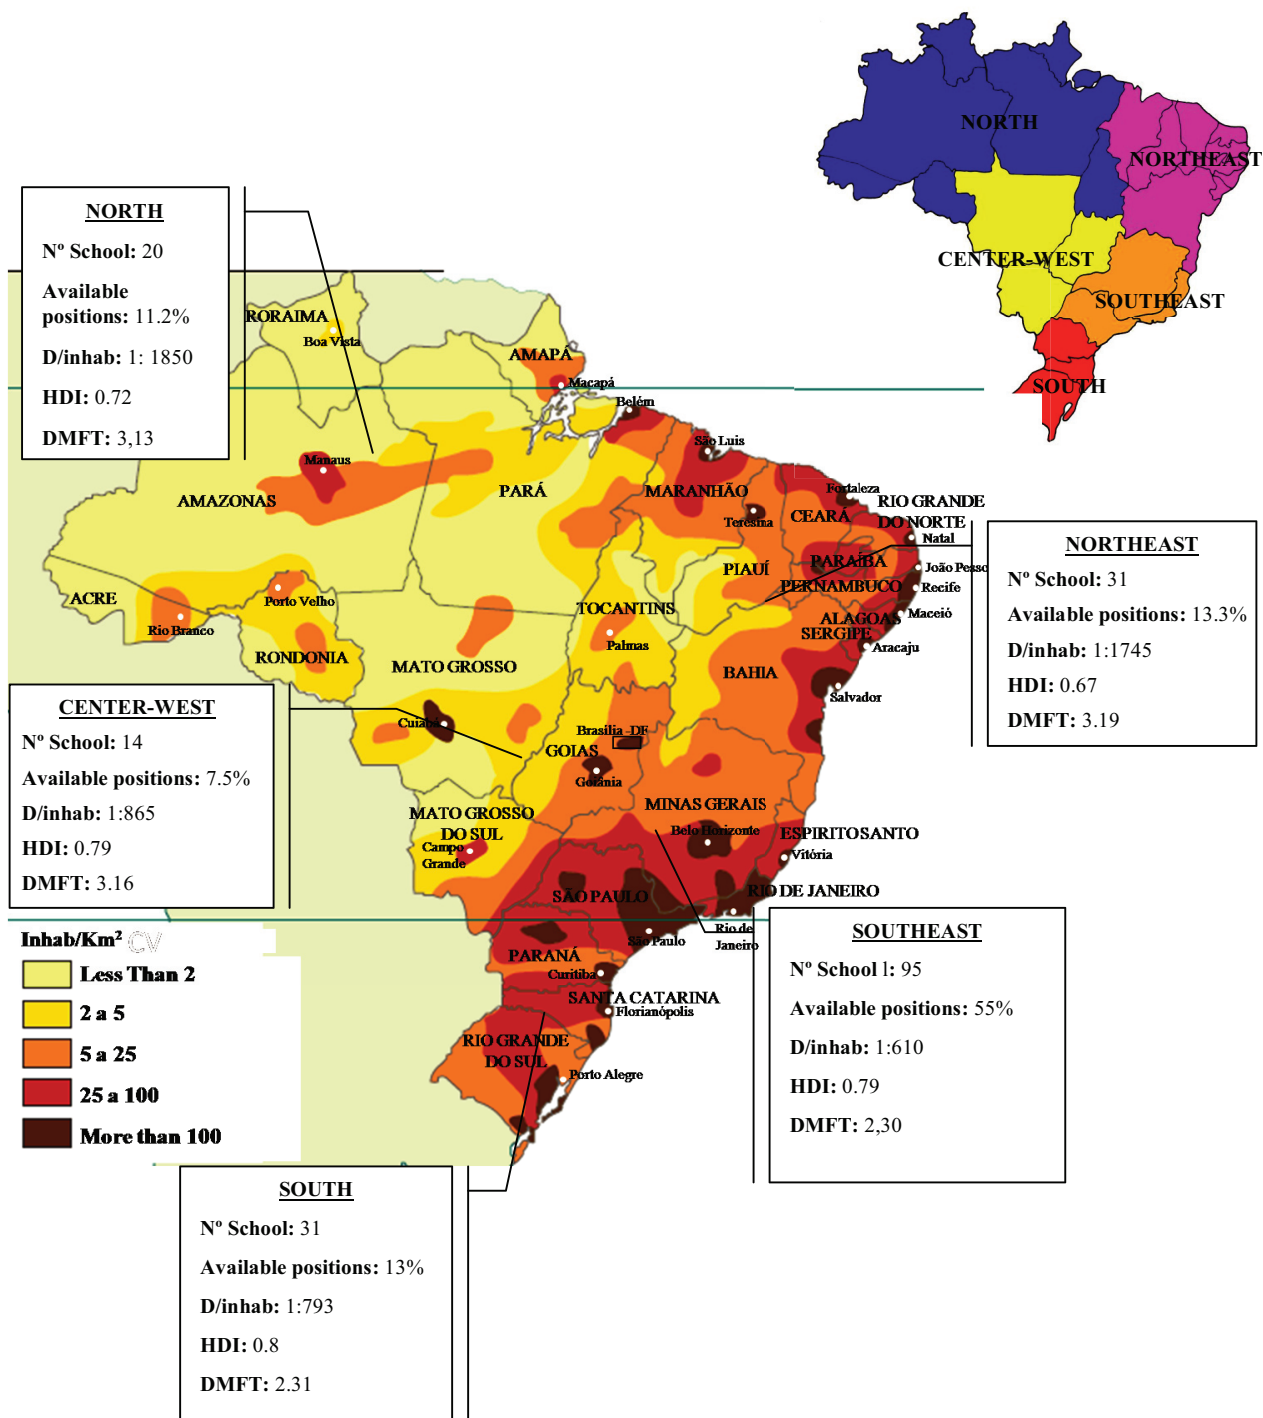 NORTH
NORTHEAST
CENTER-WEST
SOUTHEAST
SOUTH
NORTH
Nº School: 20
Available
positions: 11.2%
D/inhab: 1: 1850
HDI: 0.72
DMFT: 3,13
RORAIMA
Boa Vista
AMAPÁ
Macapá
Belém
São Luis
Manaus
AMAZONAS
PARÁ
MARANHÃO
Fortaleza
CEARÁ
RIO GRANDE
DO NORTE
Natal
Teresina
PARAÍBA
João Pesso
PIAUÍ
PERNAMBUCO
Recife
ACRE
Porto Velho
Rio Branco
RONDONIA
TOCANTINS
Palmas
ALAGOAS
Maceió
SERGIPE
Aracaju
MATO GROSSO
BAHIA
Salvador
NORTHEAST
Nº School: 31
Available positions: 13.3%
D/inhab: 1:1745
HDI: 0.67
DMFT: 3.19
CENTER-WEST
Nº School: 14
Available positions: 7.5%
D/inhab: 1:865
HDI: 0.79
DMFT: 3.16
Cuiabá
Brasilia -DF
GOIAS
Goiânia
MATO GROSSO
DO SUL
Campo
Grande
MINAS GERAIS
Belo Horizonte
ESPIRITO SANTO
Vitória
SÃO PAULO
RIO DE JANEIRO
São Paulo
Rio de
Janeiro
PARANÁ
Curitiba
SANTA CATARINA
Florianópolis
RIO GRANDE
DO SUL
Porto Alegre
SOUTHEAST
Nº School l: 95
Available positions: 55%
D/inhab: 1:610
HDI: 0.79
DMFT: 2,30
Inhab/Km² CV
Less Than 2
2 a 5
5 a 25
25 a 100
More than 100
SOUTH
Nº School: 31
Available positions: 13%
D/inhab: 1:793
HDI: 0.8
DMFT: 2.31